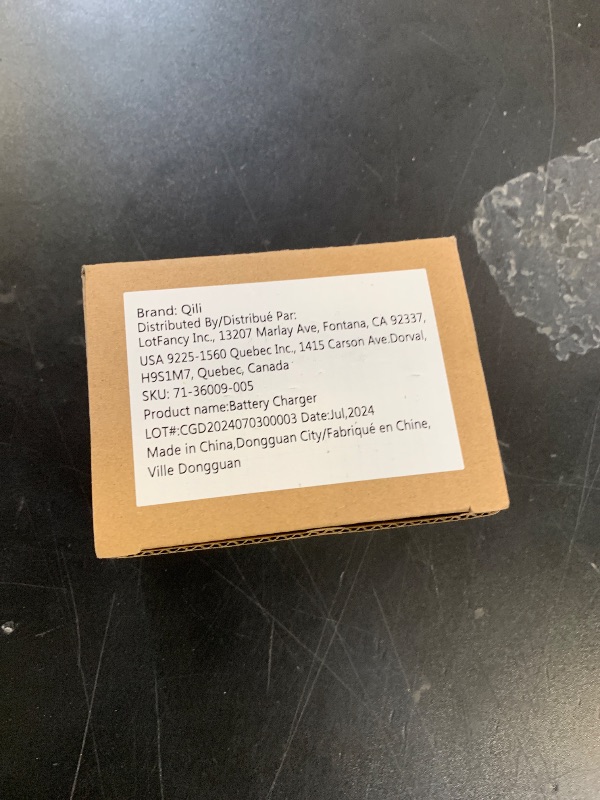 Brand: Qili
Distributed By/Distribué Par:
LotFancy Inc., 13207 Marlay Ave, Fontana, CA 92337,
USA 9225-1560 Quebec Inc., 1415 Carson Ave.Dorval,
H9S1M7, Quebec, Canada
SKU: 71-36009-005
Product name:Battery Charger
LOT#:CGD2024070300003 Date:Jul,2024
Made in China,Dongguan City/Fabriqué en Chine,
Ville Dongguan